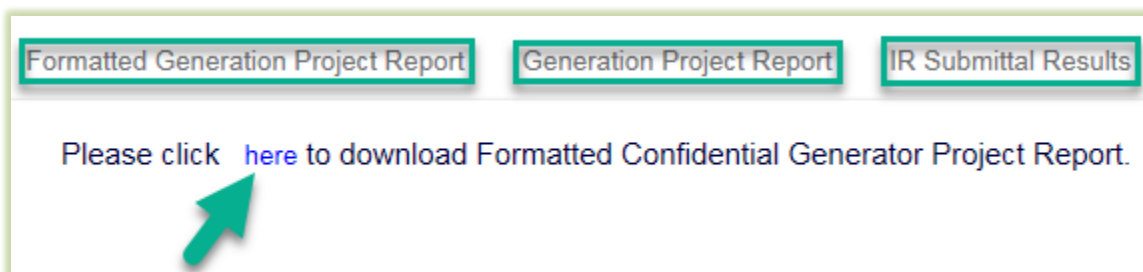 Formatted Generation Project Report Generation Project Report IR Submittal Results
Please click here to download Formatted Confidential Generator Project Report.